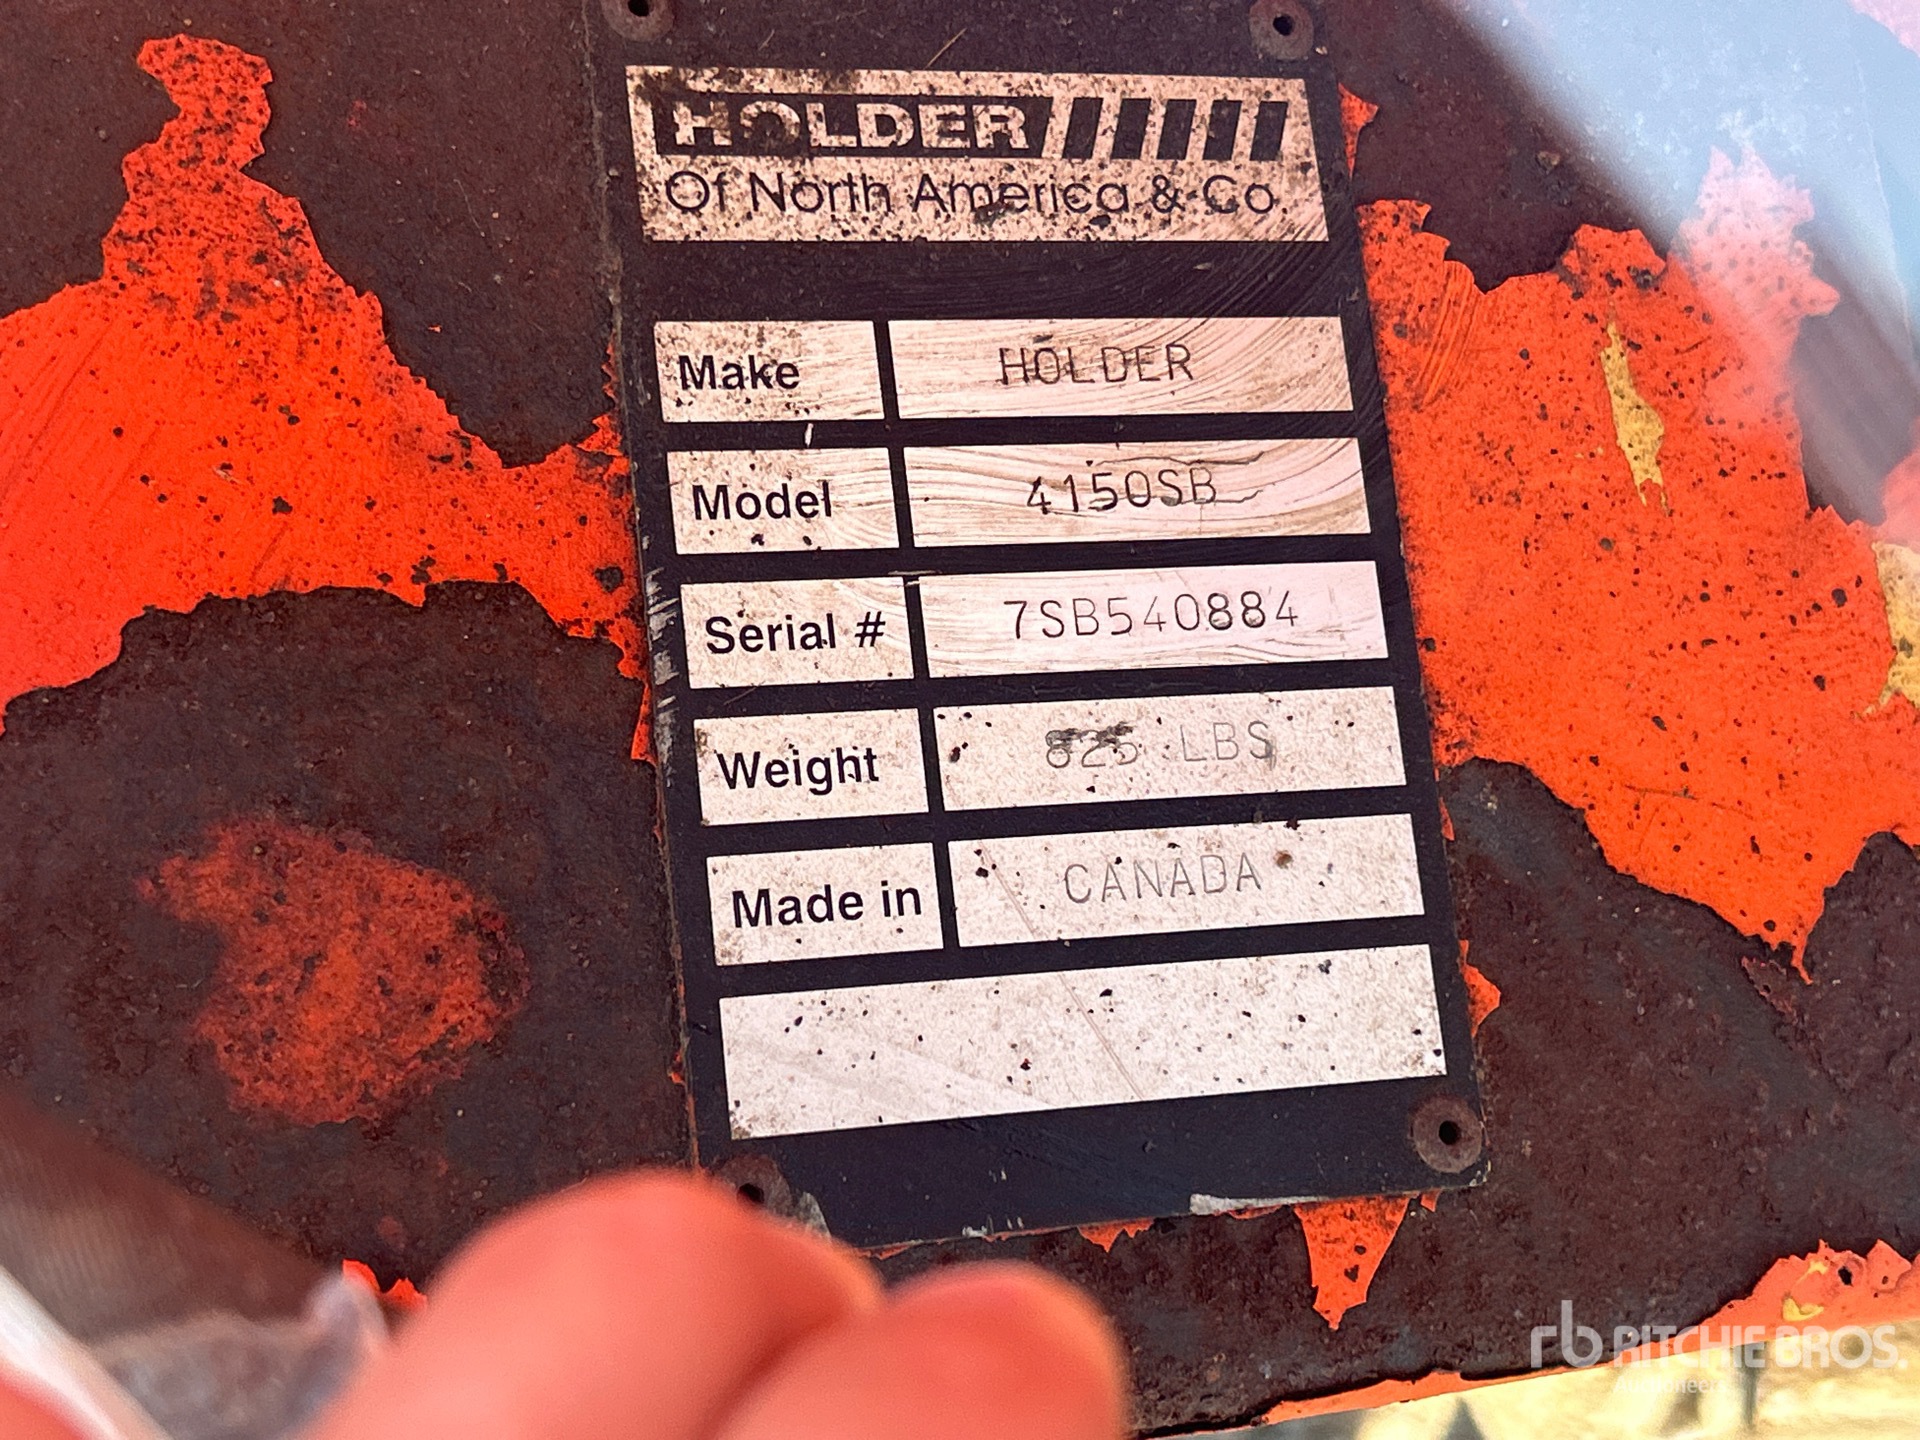 HOLDER
Of North America & Co.
Make HOLDER
Model 4150SB
Serial # 7SB540884
Weight 825 LBS
Made in CANADA
rb RITCHIE BROS.
Auctioneers